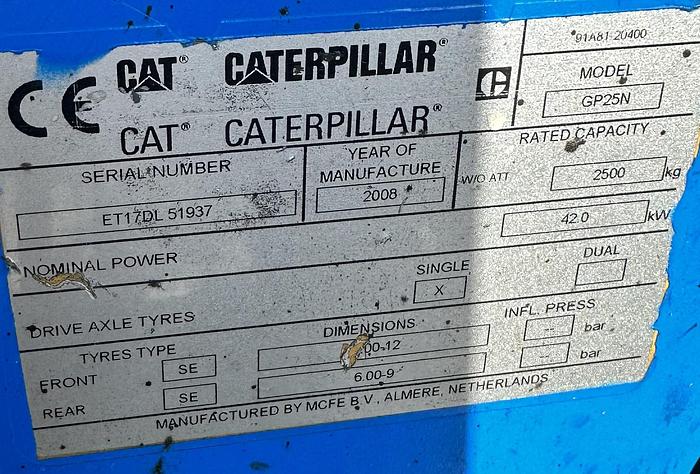 CE CAT® CATERPILLAR®
CAT® CATERPILLAR®
91A81-20400
MODEL
GP25N
SERIAL NUMBER
ET17DL 51937
YEAR OF
MANUFACTURE
2008
RATED CAPACITY
W/O ATT 2500 kg
NOMINAL POWER 42.0 kW
DRIVE AXLE TYRES
SINGLE
X
DUAL
TYRES TYPE DIMENSIONS INFL. PRESS
FRONT SE 00-12 -- bar
REAR SE 6.00-9 -- bar
MANUFACTURED BY MCFE B.V., ALMERE, NETHERLANDS